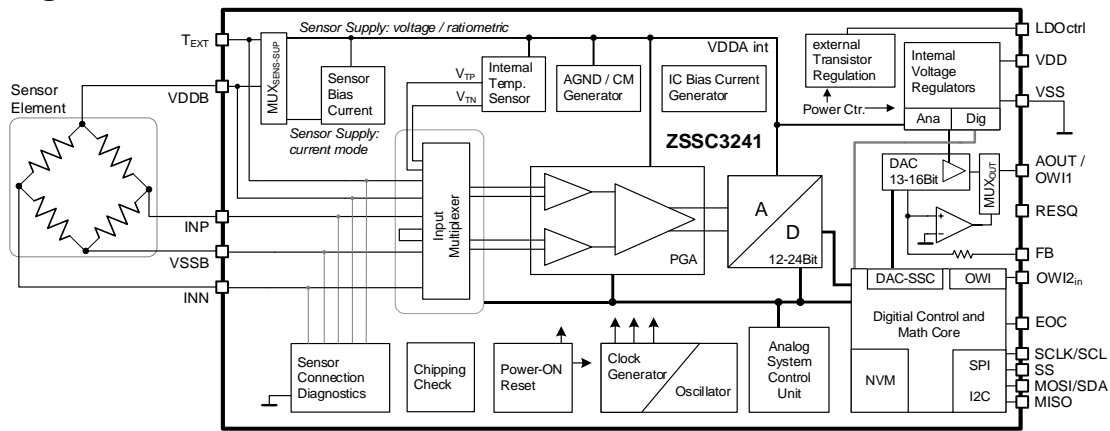 Sensor Supply: voltage / ratiometric
LDOctrl
TEXT
MUXSENS-SUP
VDDA int
external
Transistor
Regulation
Internal
Voltage
Regulators
VDD
Sensor
Element
VDDB
Sensor
Bias
Current
VTP
VTN
Internal
Temp.
Sensor
AGND / CM
Generator
IC Bias Current
Generator
Power Ctr.
VSS
Sensor Supply:
current mode
ZSSC3241
Ana
Dig
DAC
13-16Bit
MUXOUT
AOUT /
OWI1
Input
Multiplexer
PGA
A
D
12-24Bit
+
−
RESQ
INP
VSSB
INN
FB
DAC-SSC
OWI
OWI2in
Digitial Control and
Math Core
EOC
Sensor
Connection
Diagnostics
Chipping
Check
Power-ON
Reset
Clock
Generator
Oscillator
Analog
System
Control
Unit
NVM
SPI
I2C
SCLK/SCL
SS
MOSI/SDA
MISO